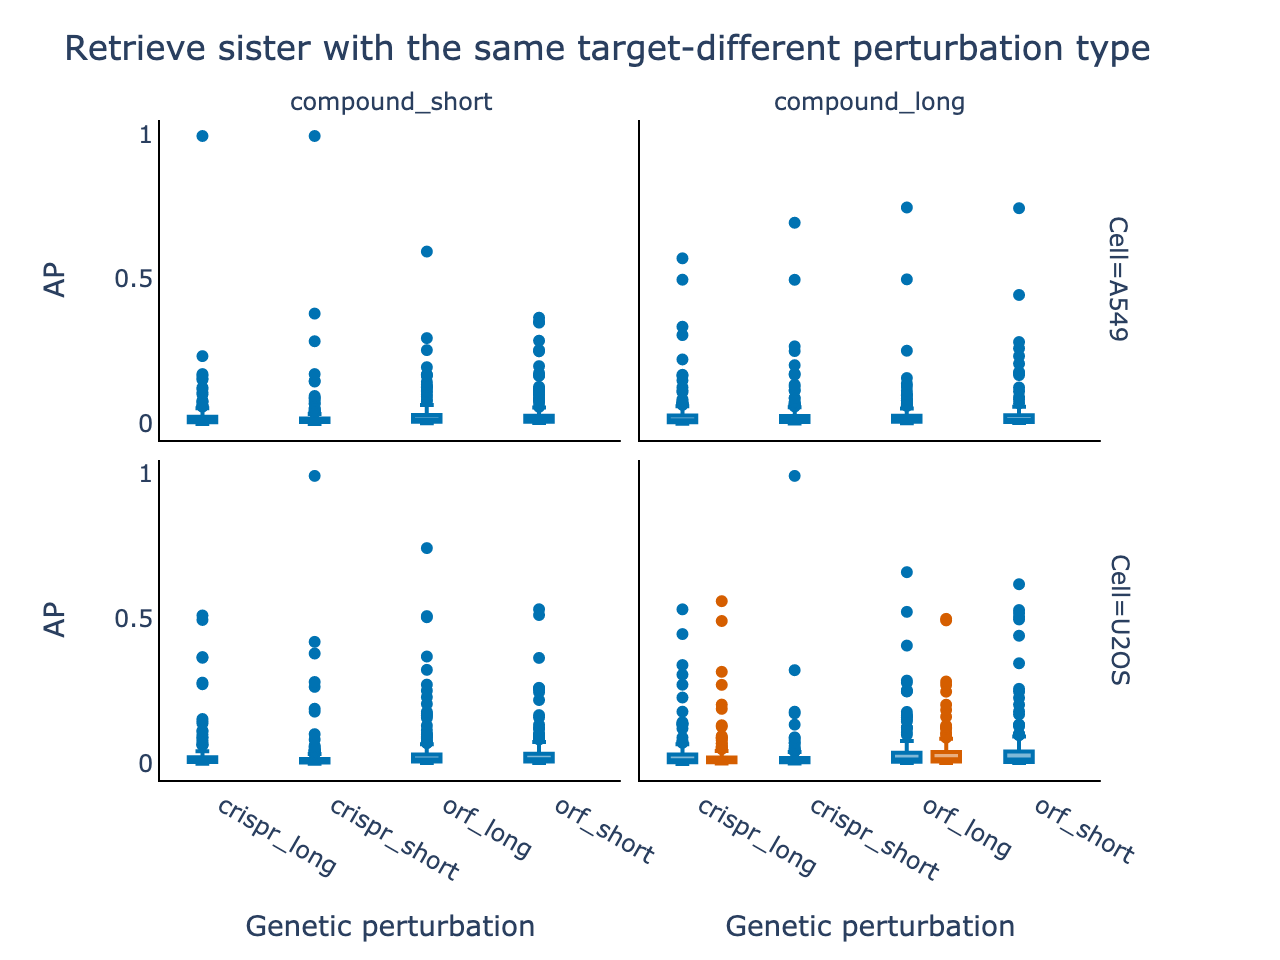 Retrieve sister with the same target-different perturbation type
compound_short
compound_long
1
0.5
0
AP
Cell=A549
1
0.5
0
AP
Cell=U2OS
crispr_long
crispr_short
orf_long
orf_short
crispr_long
crispr_short
orf_long
orf_short
Genetic perturbation
Genetic perturbation